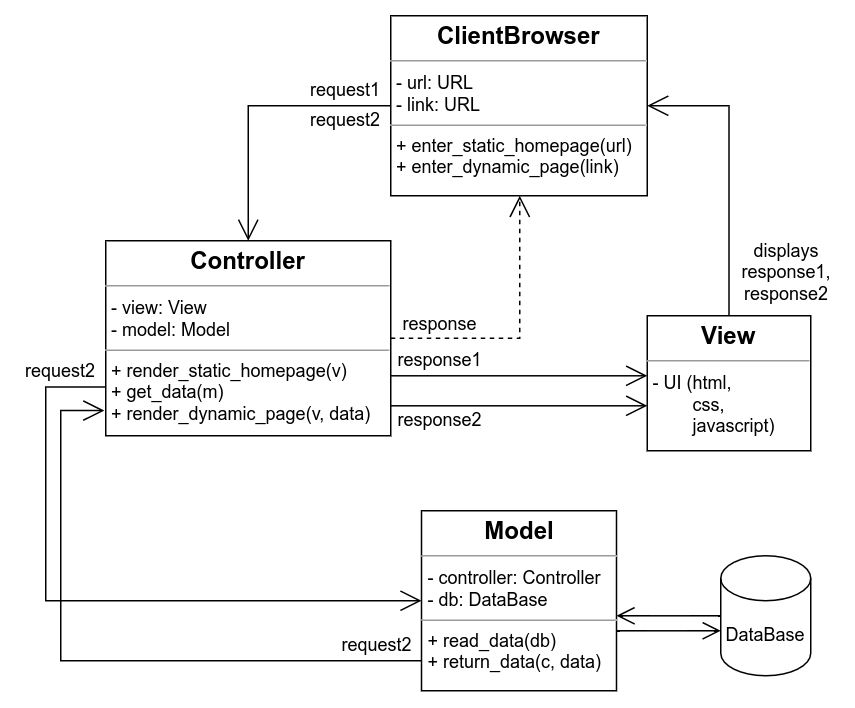 ClientBrowser
- url: URL
- link: URL
+ enter_static_homepage(url)
+ enter_dynamic_page(link)
request1
request2
Controller
- view: View
- model: Model
+ render_static_homepage(v)
+ get_data(m)
+ render_dynamic_page(v, data)
response
response1
response2
displays
response1,
response2
View
- UI (html,
css,
javascript)
request2
Model
- controller: Controller
- db: DataBase
+ read_data(db)
+ return_data(c, data)
request2
DataBase